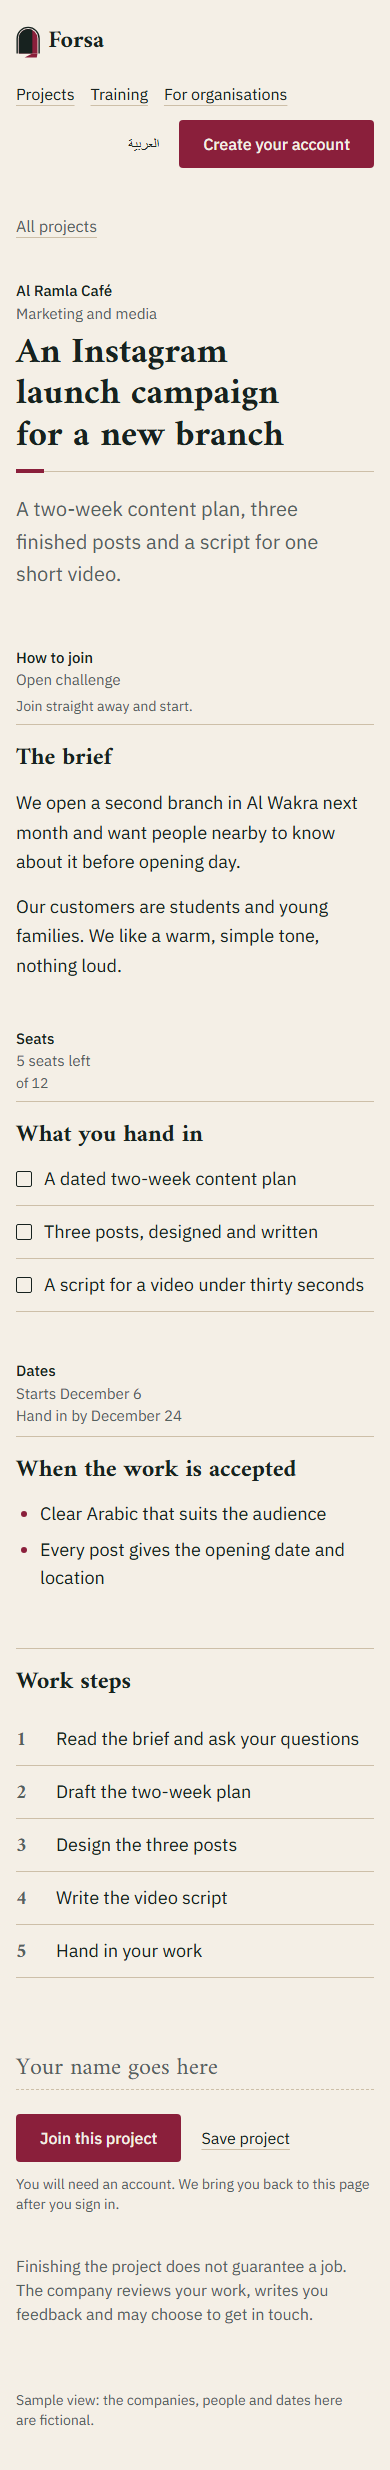 Forsa
Projects Training For organisations
العربية Create your account
All projects
Al Ramla Café
Marketing and media
An Instagram
launch campaign
for a new branch
A two-week content plan, three
finished posts and a script for one
short video.
How to join
Open challenge
Join straight away and start.
The brief
We open a second branch in Al Wakra next
month and want people nearby to know
about it before opening day.
Our customers are students and young
families. We like a warm, simple tone,
nothing loud.
Seats
5 seats left
of 12
What you hand in
A dated two-week content plan
Three posts, designed and written
A script for a video under thirty seconds
Dates
Starts December 6
Hand in by December 24
When the work is accepted
Clear Arabic that suits the audience
Every post gives the opening date and
location
Work steps
1 Read the brief and ask your questions
2 Draft the two-week plan
3 Design the three posts
4 Write the video script
5 Hand in your work
Your name goes here
Join this project Save project
You will need an account. We bring you back to this page
after you sign in.
Finishing the project does not guarantee a job.
The company reviews your work, writes you
feedback and may choose to get in touch.
Sample view: the companies, people and dates here
are fictional.